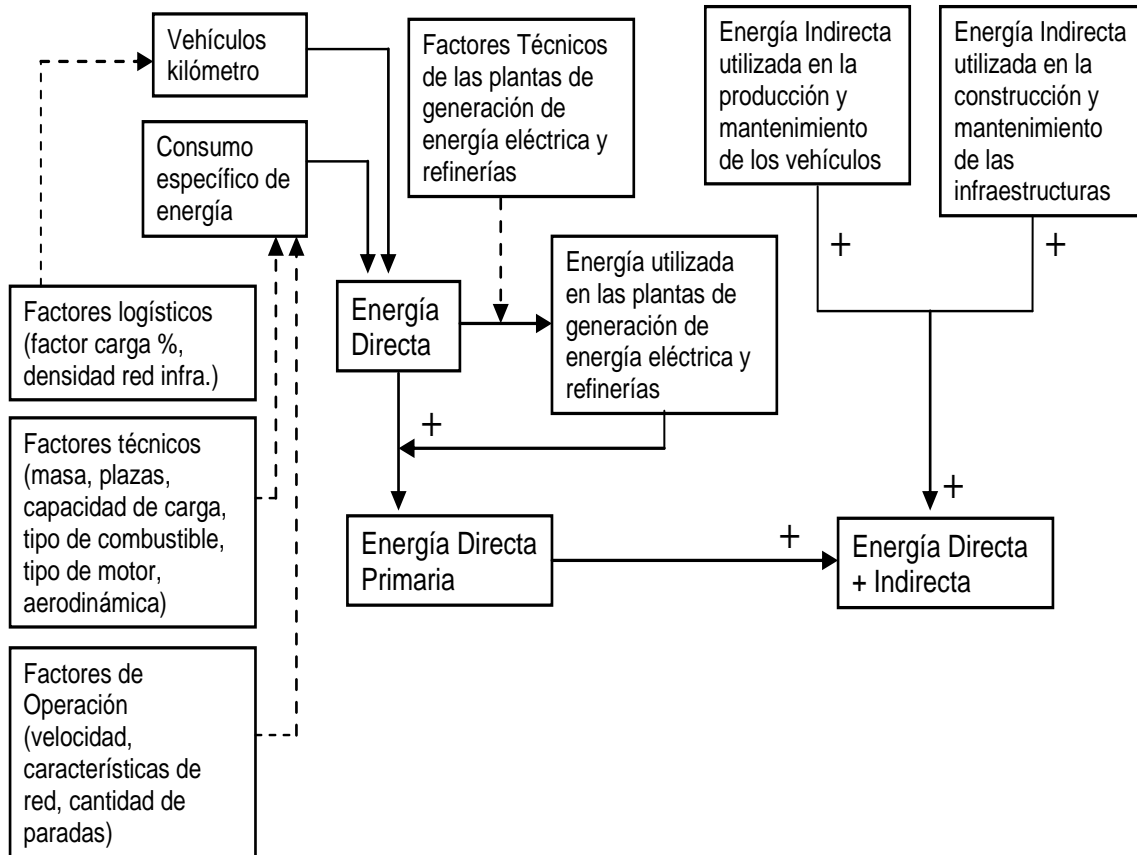 Vehículos
kilómetro
Consumo
específico de
energía
Factores Técnicos
de las plantas de
generación de
energía eléctrica y
refinerías
Energía Indirecta
utilizada en la
producción y
mantenimiento
de los vehículos
Energía Indirecta
utilizada en la
construcción y
mantenimiento
de las
infraestructuras
+
+
Factores logísticos
(factor carga %,
densidad red infra.)
Energía
Directa
Energía utilizada
en las plantas de
generación de
energía eléctrica y
refinerías
+
Factores técnicos
(masa, plazas,
capacidad de carga,
tipo de combustible,
tipo de motor,
aerodinámica)
Energía Directa
Primaria
+
+
Energía Directa
+ Indirecta
Factores de
Operación
(velocidad,
características de
red, cantidad de
paradas)